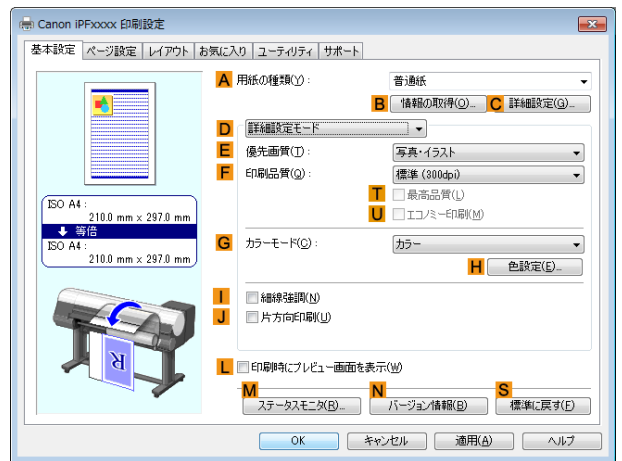 Canon iPFxxxx 印刷設定
基本設定 ページ設定 レイアウト お気に入り ユーティリティ サポート
A 用紙の種類(Y) : 普通紙
B 情報の取得(O)... C 詳細設定(G)...
D 詳細設定モード
E 優先画質(T) : 写真・イラスト
F 印刷品質(Q) : 標準 (300dpi)
T 最高品質(L)
U エコノミー印刷(M)
ISO A4 :
210.0 mm x 297.0 mm
等倍
ISO A4 :
210.0 mm x 297.0 mm
G カラーモード(C) : カラー
H 色設定(E)...
I 細線強調(N)
J 片方向印刷(U)
R
L 印刷時にプレビュー画面を表示(W)
M N S
ステータスモニタ(R)... バージョン情報(B) 標準に戻す(F)
OK キャンセル 適用(A) ヘルプ